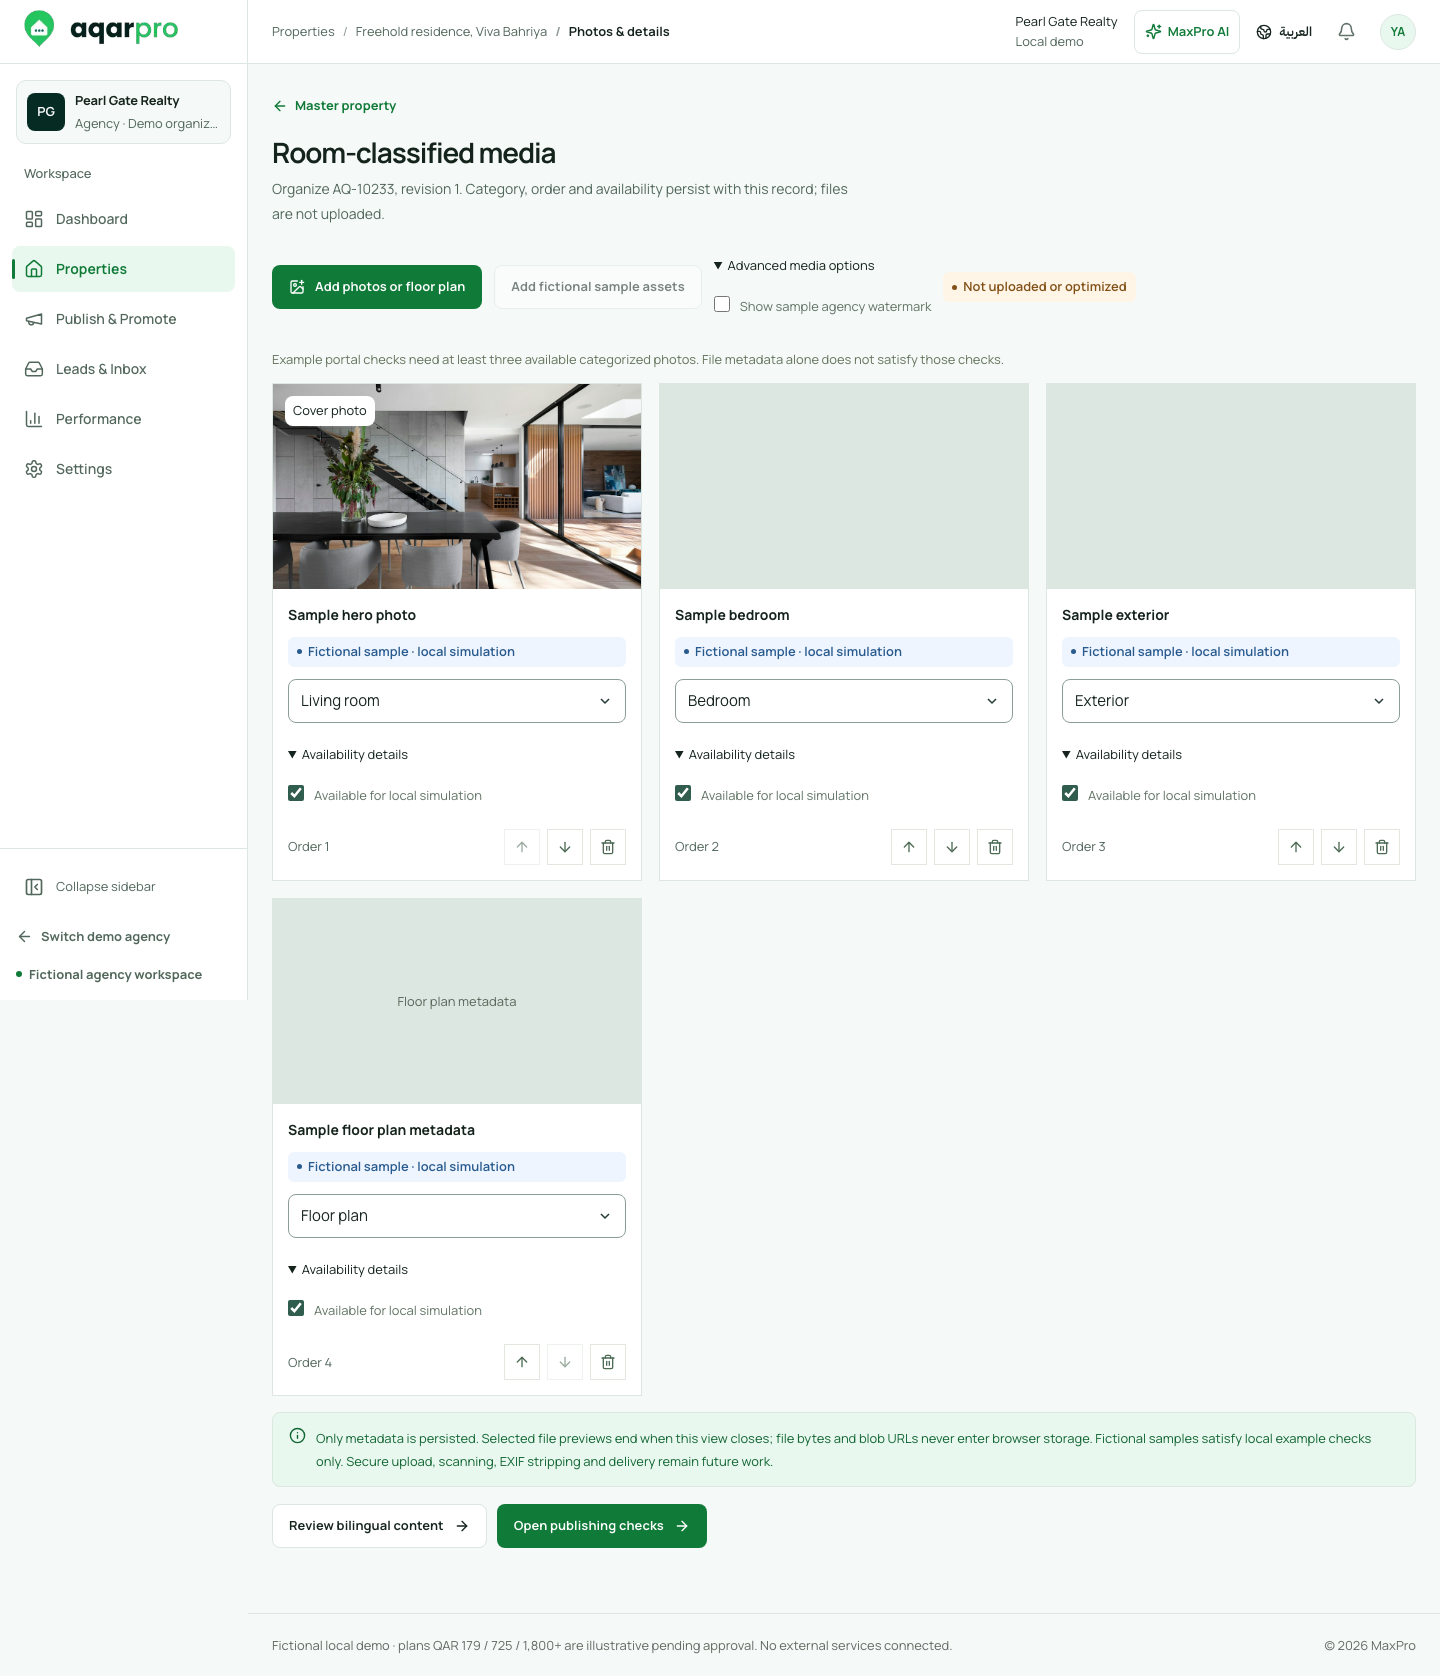 aqarpro
Properties / Freehold residence, Viva Bahriya / Photos & details
Pearl Gate Realty
Local demo
MaxPro AI
العربية
YA
PG
Pearl Gate Realty
Agency · Demo organiz...
Workspace
Dashboard
Properties
Publish & Promote
Leads & Inbox
Performance
Settings
Collapse sidebar
Switch demo agency
Fictional agency workspace
Master property
Room-classified media
Organize AQ-10233, revision 1. Category, order and availability persist with this record; files
are not uploaded.
Add photos or floor plan
Add fictional sample assets
Advanced media options
Show sample agency watermark
Not uploaded or optimized
Example portal checks need at least three available categorized photos. File metadata alone does not satisfy those checks.
Cover photo
Sample hero photo
Fictional sample · local simulation
Living room
Availability details
Available for local simulation
Order 1
Sample bedroom
Fictional sample · local simulation
Bedroom
Availability details
Available for local simulation
Order 2
Sample exterior
Fictional sample · local simulation
Exterior
Availability details
Available for local simulation
Order 3
Floor plan metadata
Sample floor plan metadata
Fictional sample · local simulation
Floor plan
Availability details
Available for local simulation
Order 4
Only metadata is persisted. Selected file previews end when this view closes; file bytes and blob URLs never enter browser storage. Fictional samples satisfy local example checks
only. Secure upload, scanning, EXIF stripping and delivery remain future work.
Review bilingual content
Open publishing checks
Fictional local demo · plans QAR 179 / 725 / 1,800+ are illustrative pending approval. No external services connected.
© 2026 MaxPro